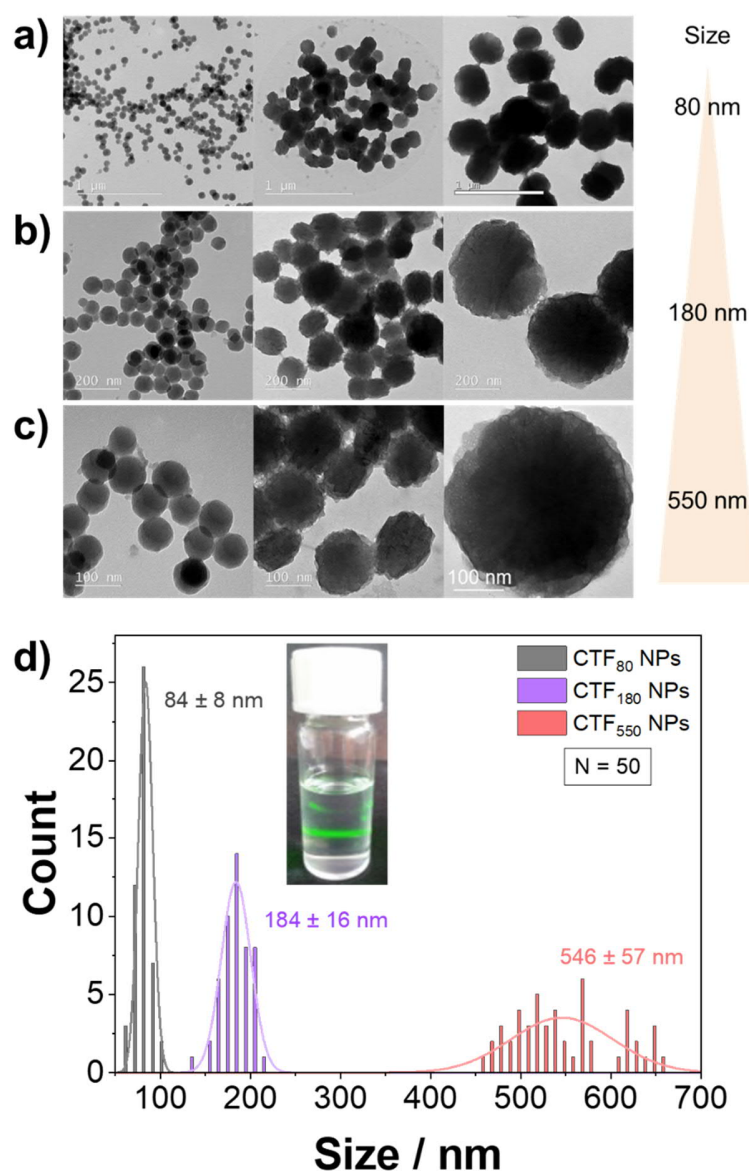 a)
Size
1 µm
1 µm
1 µm
80 nm
b)
200 nm
200 nm
200 nm
180 nm
c)
100 nm
100 nm
100 nm
550 nm
d)
CTF₈₀ NPs
CTF₁₈₀ NPs
CTF₅₅₀ NPs
N = 50
84 ± 8 nm
184 ± 16 nm
546 ± 57 nm
Count
25
20
15
10
5
0
100 200 300 400 500 600 700
Size / nm